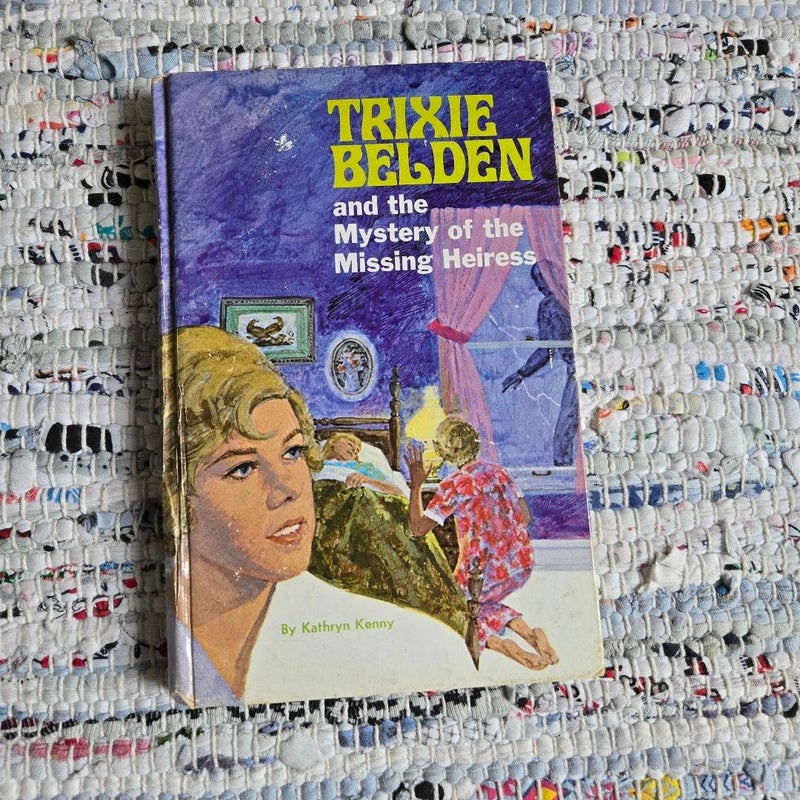 TRIXIE
BELDEN
and the
Mystery of the
Missing Heiress
By Kathryn Kenny